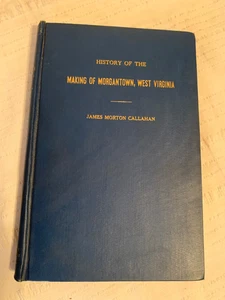 HISTORY OF THE
MAKING OF MORGANTOWN, WEST VIRGINIA
JAMES MORTON CALLAHAN